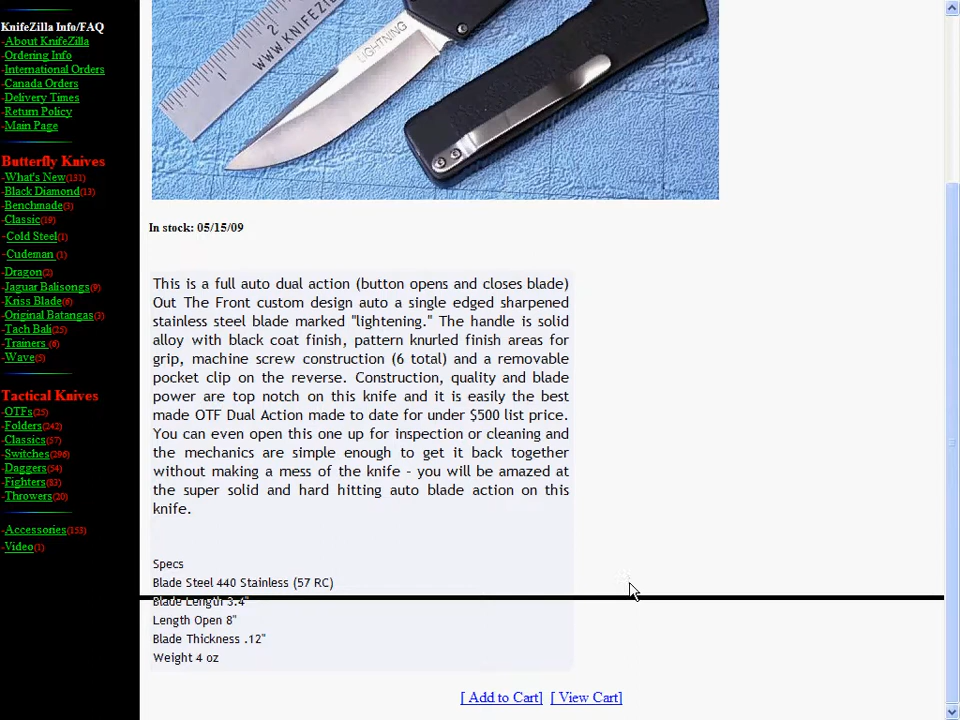 KnifeZilla Info/FAQ
-About KnifeZilla
-Ordering Info
-International Orders
-Canada Orders
-Delivery Times
-Return Policy
-Main Page
Butterfly Knives
-What's New(131)
-Black Diamond(13)
-Benchmade(3)
-Classic(19)
-Cold Steel(1)
-Cudeman (1)
-Dragon(2)
-Jaguar Balisongs(9)
-Kriss Blade(6)
-Original Batangas(3)
-Tach Bali(25)
-Trainers (6)
-Wave(5)
Tactical Knives
-OTFs(25)
-Folders(242)
-Classics(57)
-Switches(296)
-Daggers(54)
-Fighters(83)
-Throwers(20)
-Accessories(153)
-Video(1)
2
1
WWW.KNIFEZI
LIGHTNING
In stock: 05/15/09
This is a full auto dual action (button opens and closes blade)
Out The Front custom design auto a single edged sharpened
stainless steel blade marked "lightening." The handle is solid
alloy with black coat finish, pattern knurled finish areas for
grip, machine screw construction (6 total) and a removable
pocket clip on the reverse. Construction, quality and blade
power are top notch on this knife and it is easily the best
made OTF Dual Action made to date for under $500 list price.
You can even open this one up for inspection or cleaning and
the mechanics are simple enough to get it back together
without making a mess of the knife - you will be amazed at
the super solid and hard hitting auto blade action on this
knife.
Specs
Blade Steel 440 Stainless (57 RC)
Blade Length 3.4"
Length Open 8"
Blade Thickness .12"
Weight 4 oz
[ Add to Cart] [ View Cart]